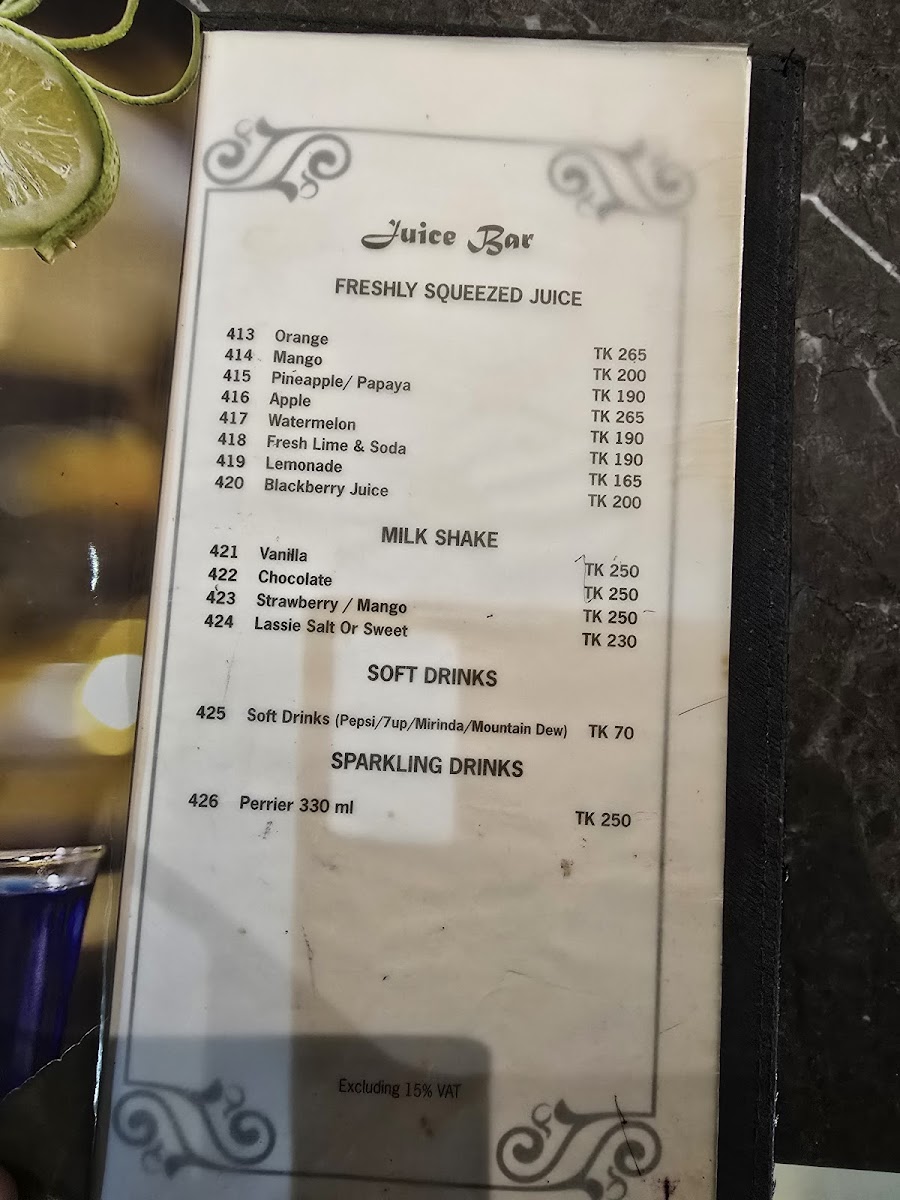 Juice Bar
FRESHLY SQUEEZED JUICE
413 Orange TK 265
414 Mango TK 200
415 Pineapple/ Papaya TK 190
416 Apple TK 265
417 Watermelon TK 190
418 Fresh Lime & Soda TK 190
419 Lemonade TK 165
420 Blackberry Juice TK 200
MILK SHAKE
421 Vanilla TK 250
422 Chocolate TK 250
423 Strawberry / Mango TK 250
424 Lassie Salt Or Sweet TK 230
SOFT DRINKS
425 Soft Drinks (Pepsi/7up/Mirinda/Mountain Dew) TK 70
SPARKLING DRINKS
426 Perrier 330 ml TK 250
Excluding 15% VAT